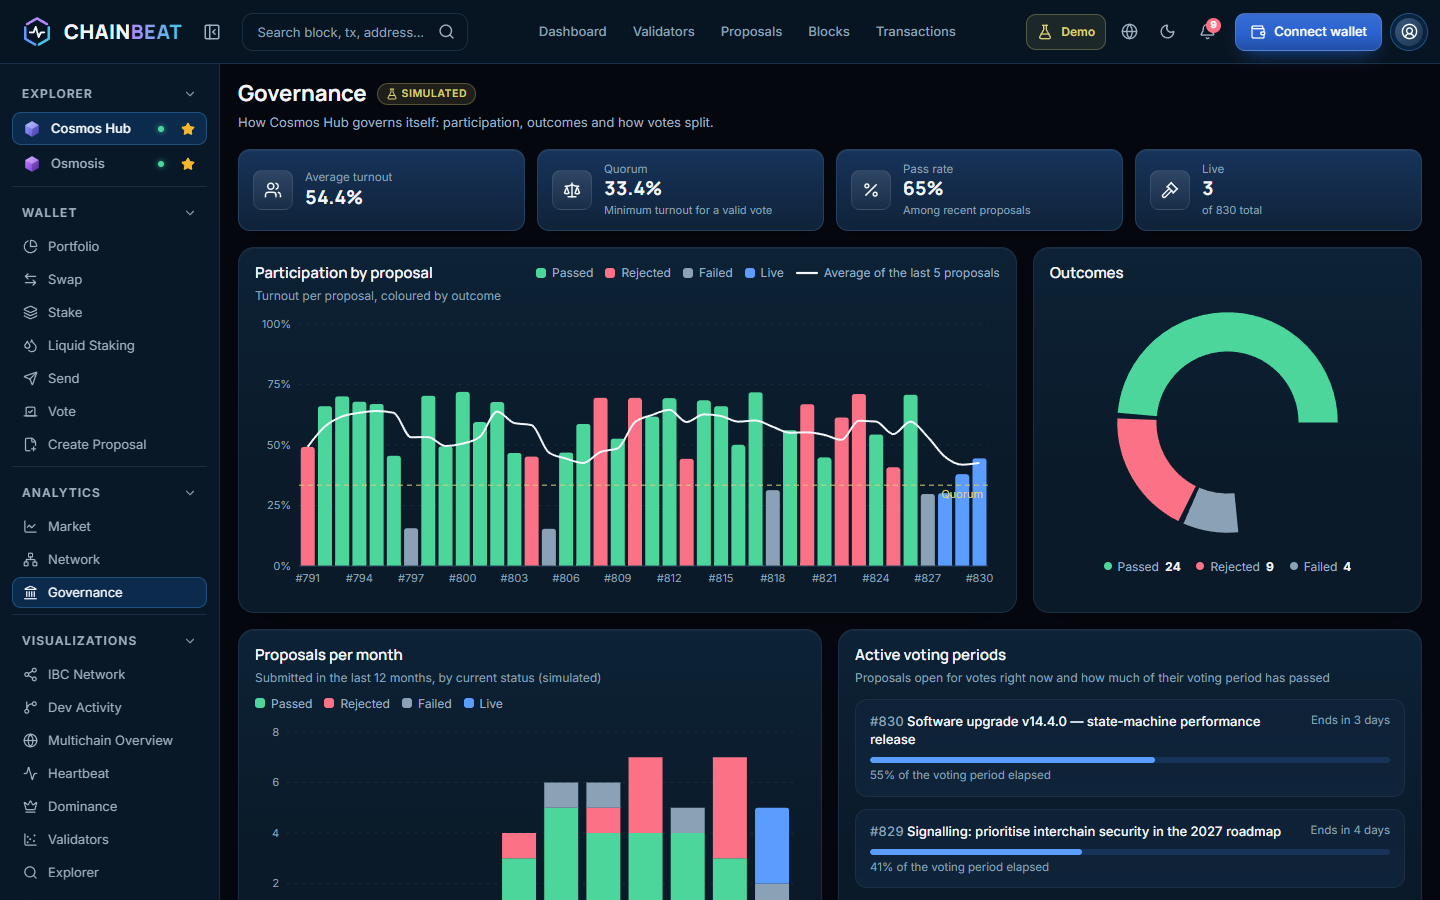 CHAINBEAT
Search block, tx, address...
Dashboard
Validators
Proposals
Blocks
Transactions
Demo
9
Connect wallet
EXPLORER
Cosmos Hub
Osmosis
WALLET
Portfolio
Swap
Stake
Liquid Staking
Send
Vote
Create Proposal
ANALYTICS
Market
Network
Governance
VISUALIZATIONS
IBC Network
Dev Activity
Multichain Overview
Heartbeat
Dominance
Validators
Explorer
Governance
SIMULATED
How Cosmos Hub governs itself: participation, outcomes and how votes split.
Average turnout
54.4%
Quorum
33.4%
Minimum turnout for a valid vote
Pass rate
65%
Among recent proposals
Live
3
of 830 total
Participation by proposal
Passed
Rejected
Failed
Live
Average of the last 5 proposals
Turnout per proposal, coloured by outcome
100%
75%
50%
25%
0%
Quorum
#791 #794 #797 #800 #803 #806 #809 #812 #815 #818 #821 #824 #827 #830
Outcomes
Passed 24
Rejected 9
Failed 4
Proposals per month
Submitted in the last 12 months, by current status (simulated)
Passed
Rejected
Failed
Live
8
6
4
2
Active voting periods
Proposals open for votes right now and how much of their voting period has passed
#830 Software upgrade v14.4.0 — state-machine performance
release
Ends in 3 days
55% of the voting period elapsed
#829 Signalling: prioritise interchain security in the 2027 roadmap
Ends in 4 days
41% of the voting period elapsed